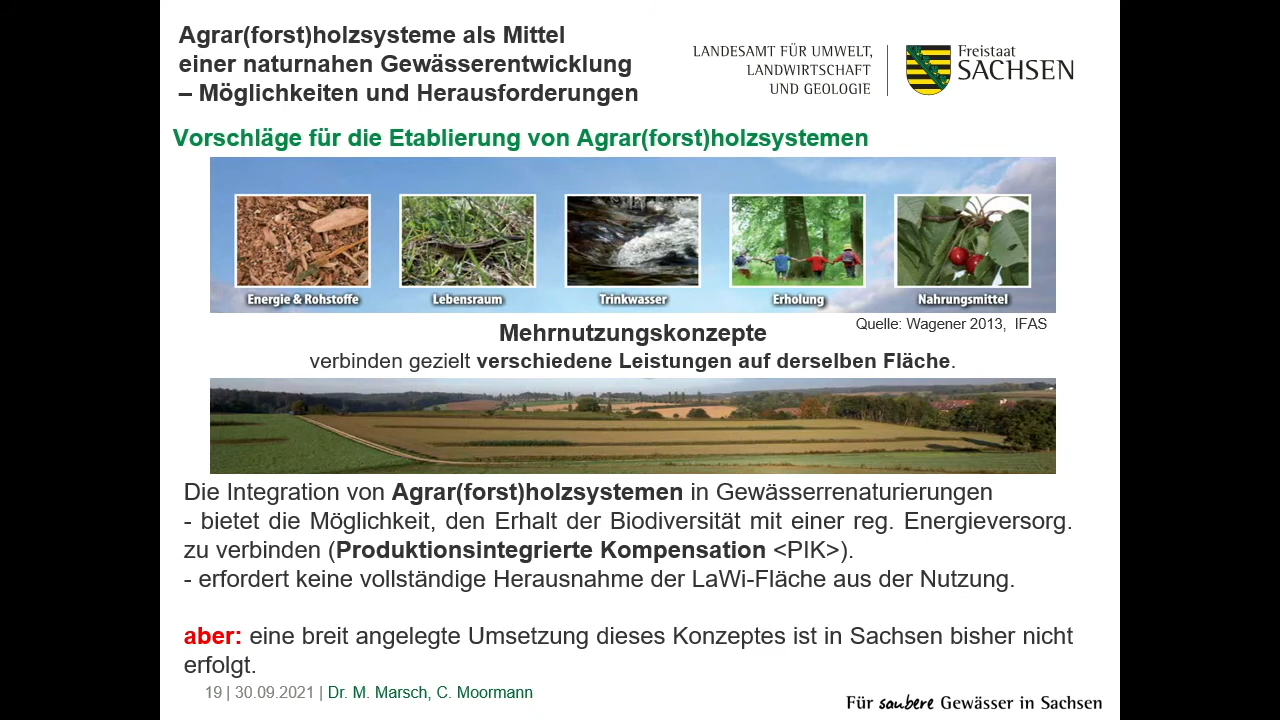 Agrar(forst)holzsysteme als Mittel
einer naturnahen Gewässerentwicklung
– Möglichkeiten und Herausforderungen
LANDESAMT FÜR UMWELT,
LANDWIRTSCHAFT
UND GEOLOGIE
Freistaat
SACHSEN
Vorschläge für die Etablierung von Agrar(forst)holzsystemen
Energie & Rohstoffe
Lebensraum
Trinkwasser
Erholung
Nahrungsmittel
Quelle: Wagener 2013, IFAS
Mehrnutzungskonzepte
verbinden gezielt verschiedene Leistungen auf derselben Fläche.
Die Integration von Agrar(forst)holzsystemen in Gewässerrenaturierungen
- bietet die Möglichkeit, den Erhalt der Biodiversität mit einer reg. Energieversorg.
zu verbinden (Produktionsintegrierte Kompensation <PIK>).
- erfordert keine vollständige Herausnahme der LaWi-Fläche aus der Nutzung.
aber: eine breit angelegte Umsetzung dieses Konzeptes ist in Sachsen bisher nicht
erfolgt.
19 | 30.09.2021 | Dr. M. Marsch, C. Moormann
Für saubere Gewässer in Sachsen